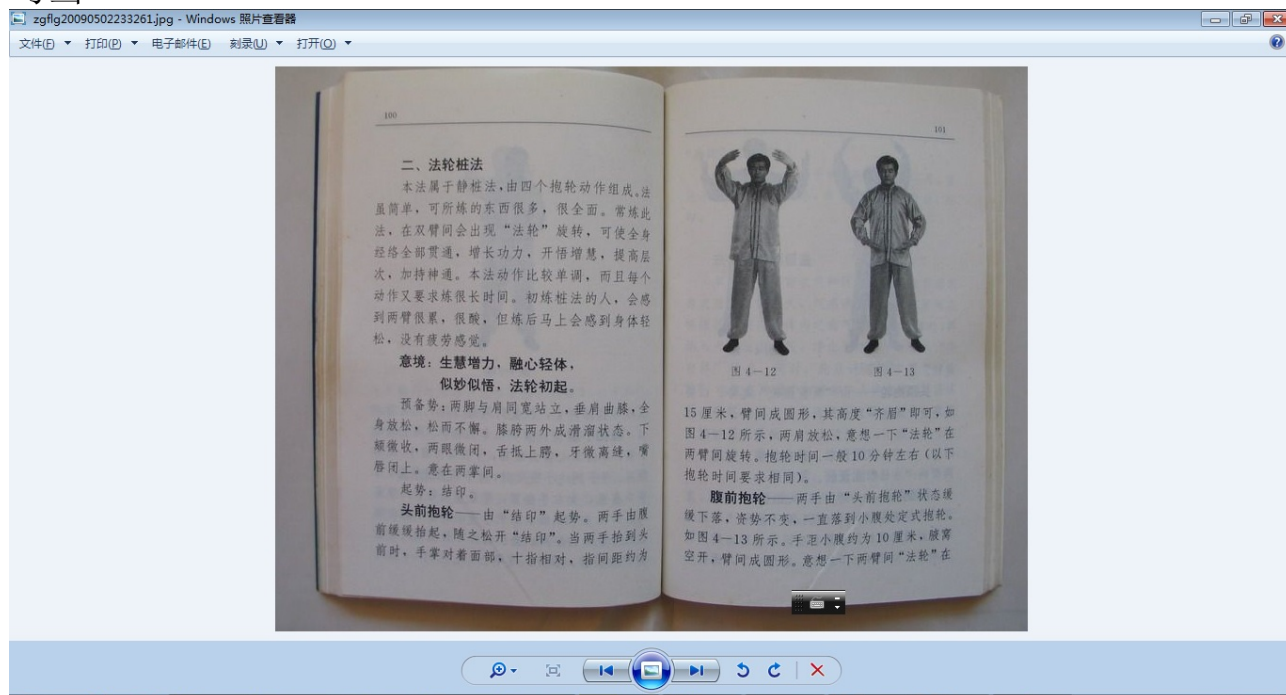 zgflg20090502233261.jpg - Windows 照片查看器
文件(F) 打印(P) 电子邮件(E) 刻录(U) 打开(O)
100
二、法轮桩法
本法属于静桩法,由四个抱轮动作组成、法
虽简单,可所炼的东西很多,很全面。常炼此
法,在双臂间会出现“法轮”旋转,可使全身
经络全部贯通,增长功力,开悟增慧,提高层
次,加持神通。本法动作比较单调,而且每个
动作又要求炼很长时间。初炼桩法的人,会感
到两臂很累,很酸,但炼后马上会感到身体轻
松,没有疲劳感觉。
意境:生慧增力,融心轻体,
似妙似悟,法轮初起。
预备势:两脚与肩同宽站立,垂肩曲膝,全
身放松,松而不懈。膝胯两外成滑溜状态。下
颏微收,两眼微闭,舌抵上腭,牙微离缝,嘴
唇闭上。意在两掌间。
起势:结印。
头前抱轮——由“结印”起势。两手由腹
前缓缓抬起,随之松开“结印”。当两手抬到头
前时,手掌对着面部,十指相对,指间距约为
101
图 4—12
图 4—13
15 厘米,臂间成圆形,其高度“齐眉”即可,如
图 4—12 所示,两肩放松,意想一下“法轮”在
两臂间旋转。抱轮时间一般 10 分钟左右(以下
抱轮时间要求相同)。
腹前抱轮——两手由“头前抱轮”状态缓
缓下落,姿势不变,一直落到小腹处定式抱轮。
如图 4—13 所示。手距小腹约为 10 厘米,腋窝
空开,臂间成圆形。意想一下两臂间“法轮”在